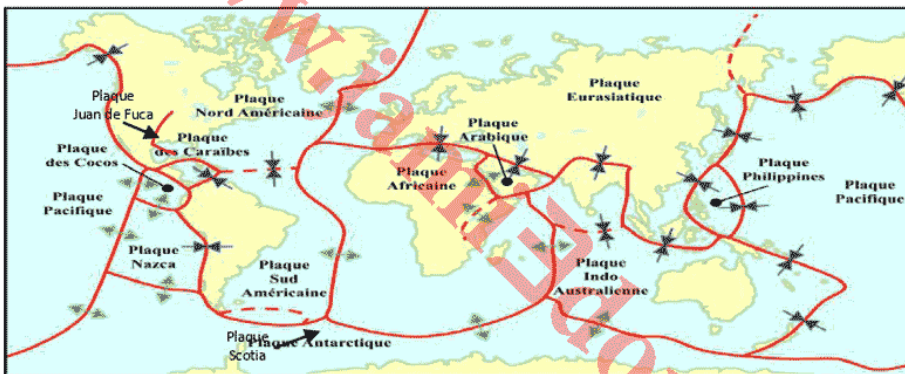 Plaque
Juan de Fuca
Plaque
Nord Américaine
Plaque
des Caraïbes
Plaque
des Cocos
Plaque
Pacifique
Plaque
Nazca
Plaque
Sud
Américaine
Plaque
Scotia
Plaque Antarctique
Plaque
Africaine
Plaque
Arabique
Plaque
Eurasiatique
Plaque
Indo
Australienne
Plaque
Philippines
Plaque
Pacifique